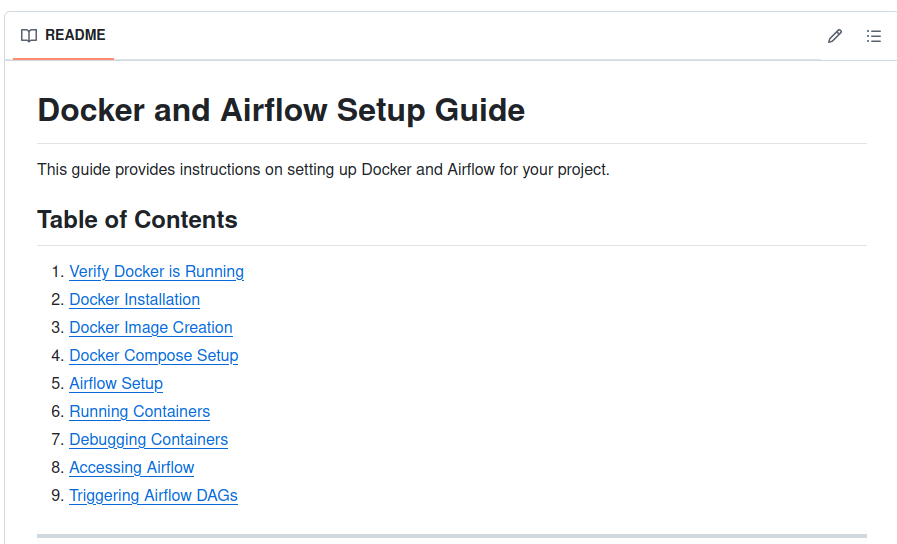 README
Docker and Airflow Setup Guide
This guide provides instructions on setting up Docker and Airflow for your project.
Table of Contents
1. Verify Docker is Running
2. Docker Installation
3. Docker Image Creation
4. Docker Compose Setup
5. Airflow Setup
6. Running Containers
7. Debugging Containers
8. Accessing Airflow
9. Triggering Airflow DAGs